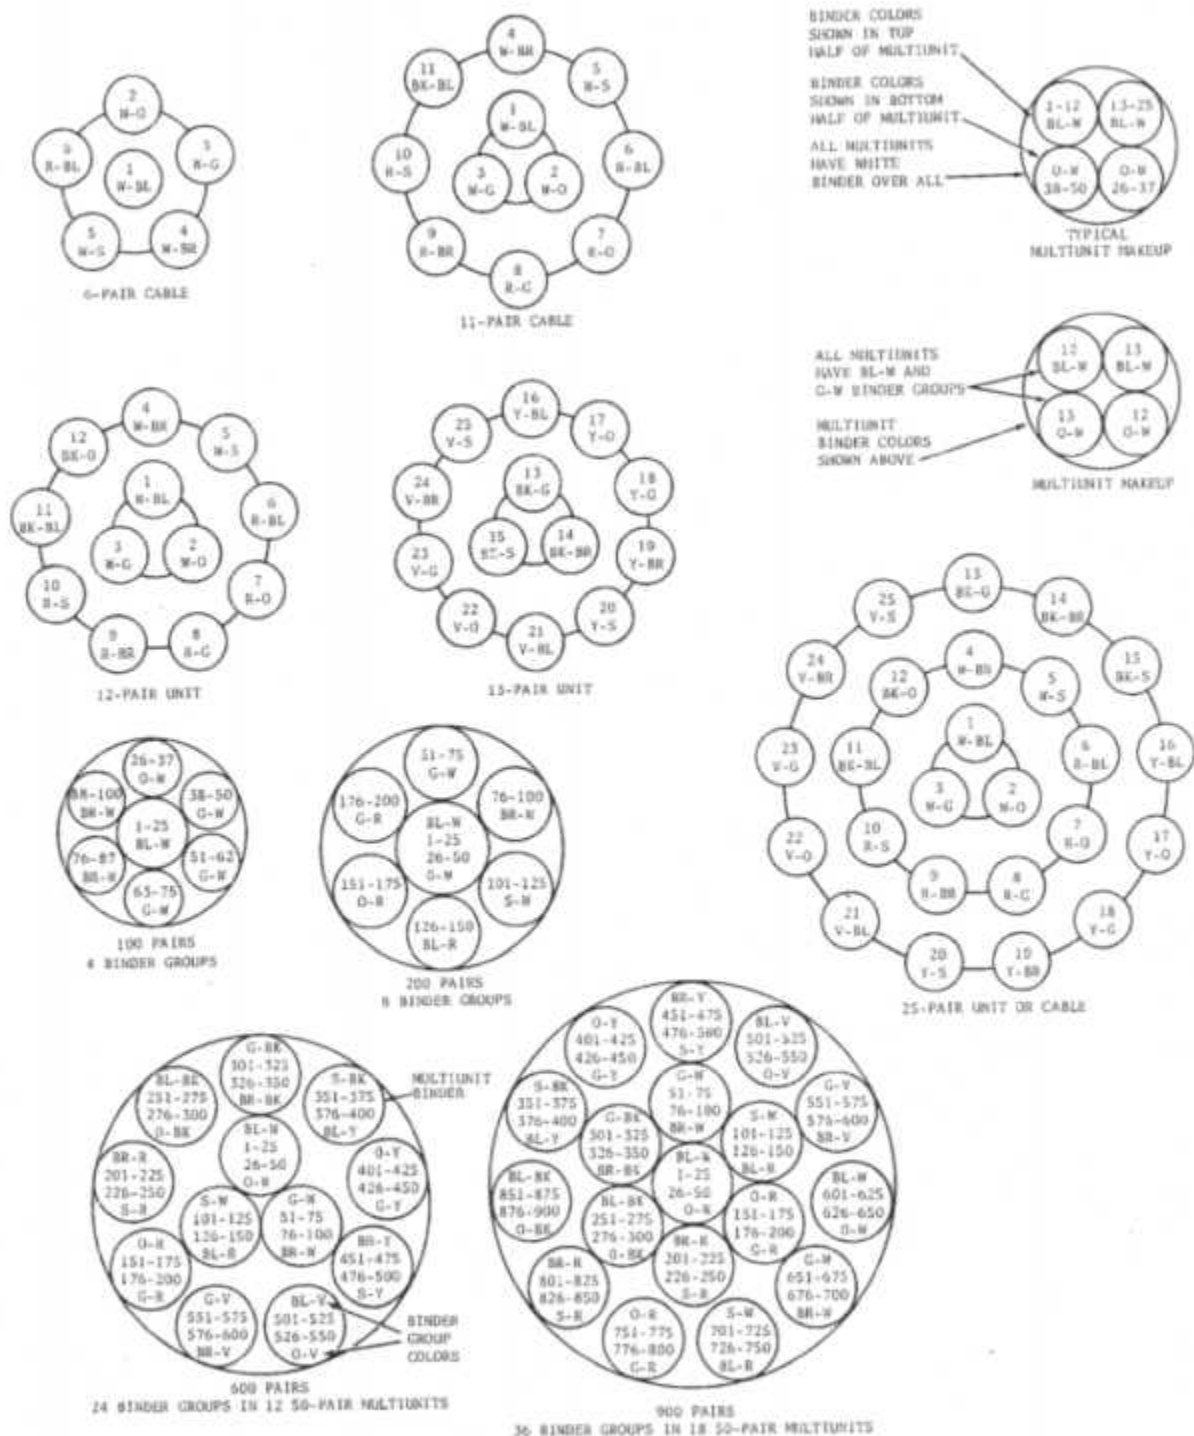 2
W-O
3
W-G
4
W-BR
5
W-S
6
R-BL
1
W-BL
6-PAIR CABLE
4
W-BR
5
W-S
6
R-BL
7
R-O
8
R-G
9
R-BR
10
R-S
11
BK-BL
1
W-BL
2
W-O
3
W-G
11-PAIR CABLE
BINDER COLORS
SHOWN IN TOP
HALF OF MULTIUNIT
BINDER COLORS
SHOWN IN BOTTOM
HALF OF MULTIUNIT
ALL MULTIUNITS
HAVE WHITE
BINDER OVER ALL
1-12
BL-W
13-25
BL-W
O-W
38-50
O-W
26-37
TYPICAL
MULTIUNIT MAKEUP
ALL MULTIUNITS
HAVE BL-W AND
O-W BINDER GROUPS
MULTIUNIT
BINDER COLORS
SHOWN ABOVE
12
BL-W
13
BL-W
13
O-W
12
O-W
MULTIUNIT MAKEUP
4
W-BR
5
W-S
6
R-BL
7
R-O
8
R-G
9
R-BR
10
R-S
11
BK-BL
12
BK-O
1
W-BL
2
W-O
3
W-G
12-PAIR UNIT
16
Y-BL
17
Y-O
18
Y-G
19
Y-BR
20
Y-S
21
V-BL
22
V-O
23
V-G
24
V-BR
25
V-S
13
BK-G
14
BK-BR
15
BK-S
13-PAIR UNIT
13
BK-G
14
BK-BR
15
BK-S
16
Y-BL
17
Y-O
18
Y-G
19
Y-BR
20
Y-S
21
V-BL
22
V-O
23
V-G
24
V-BR
25
V-S
4
W-BR
5
W-S
6
R-BL
7
R-O
8
R-G
9
R-BR
10
R-S
11
BK-BL
12
BK-O
1
W-BL
2
W-O
3
W-G
25-PAIR UNIT OR CABLE
26-37
O-W
38-50
G-W
51-62
G-W
63-75
G-W
76-87
BR-W
88-100
BR-W
1-25
BL-W
100 PAIRS
4 BINDER GROUPS
51-75
G-W
76-100
BR-W
101-125
S-W
126-150
BL-R
151-175
O-R
176-200
G-R
BL-W
1-25
26-50
O-W
200 PAIRS
8 BINDER GROUPS
G-BK
301-325
326-350
BR-BK
S-BK
351-375
376-400
BL-Y
MULTIUNIT
BINDER
O-Y
401-425
426-450
G-Y
BR-Y
451-475
476-500
S-Y
BL-V
501-525
526-550
O-V
BINDER
GROUP
COLORS
G-V
551-575
576-600
BR-V
O-R
151-175
176-200
G-R
BR-R
201-225
226-250
S-R
BL-BK
251-275
276-300
O-BK
BL-W
1-25
26-50
O-W
G-W
51-75
76-100
BR-W
S-W
101-125
126-150
BL-R
600 PAIRS
24 BINDER GROUPS IN 12 50-PAIR MULTIUNITS
BR-Y
451-475
476-500
S-Y
BL-V
501-525
526-550
O-V
G-V
551-575
576-600
BR-V
BL-W
601-625
626-650
O-W
G-W
651-675
676-700
BR-W
S-W
701-725
726-750
BL-R
O-R
751-775
776-800
G-R
BR-R
801-825
826-850
S-R
BL-BK
851-875
876-900
O-BK
S-BK
351-375
376-400
BL-Y
O-Y
401-425
426-450
G-Y
G-W
51-75
76-100
BR-W
S-W
101-125
126-150
BL-R
O-R
151-175
176-200
G-R
BR-R
201-225
226-250
S-R
BL-BK
251-275
276-300
O-BK
G-BK
301-325
326-350
BR-BK
BL-W
1-25
26-50
O-W
900 PAIRS
36 BINDER GROUPS IN 18 50-PAIR MULTIUNITS